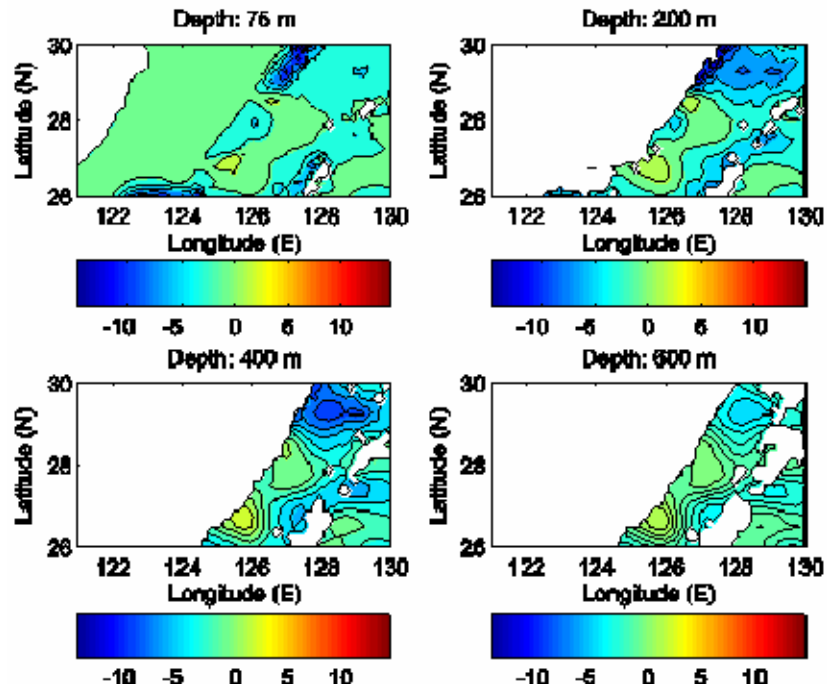 Depth: 75 m
30
28
26
Latitude (N)
122 124 126 128 130
Longitude (E)
-10 -5 0 5 10
Depth: 200 m
30
28
26
Latitude (N)
122 124 126 128 130
Longitude (E)
-10 -5 0 5 10
Depth: 400 m
30
28
26
Latitude (N)
122 124 126 128 130
Longitude (E)
-10 -5 0 5 10
Depth: 600 m
30
28
26
Latitude (N)
122 124 126 128 130
Longitude (E)
-10 -5 0 5 10